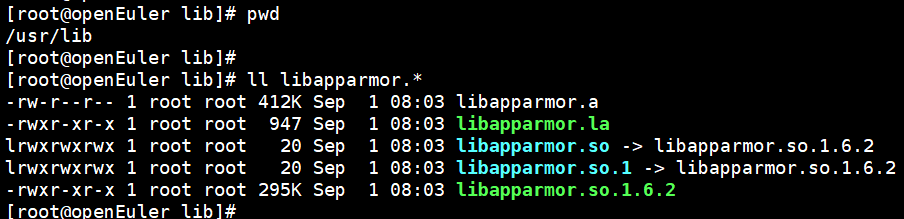 [root@openEuler lib]# pwd
/usr/lib
[root@openEuler lib]#
[root@openEuler lib]# ll libapparmor.*
-rw-r--r-- 1 root root 412K Sep  1 08:03 libapparmor.a
-rwxr-xr-x 1 root root  947 Sep  1 08:03 libapparmor.la
lrwxrwxrwx 1 root root   20 Sep  1 08:03 libapparmor.so -> libapparmor.so.1.6.2
lrwxrwxrwx 1 root root   20 Sep  1 08:03 libapparmor.so.1 -> libapparmor.so.1.6.2
-rwxr-xr-x 1 root root 295K Sep  1 08:03 libapparmor.so.1.6.2
[root@openEuler lib]#